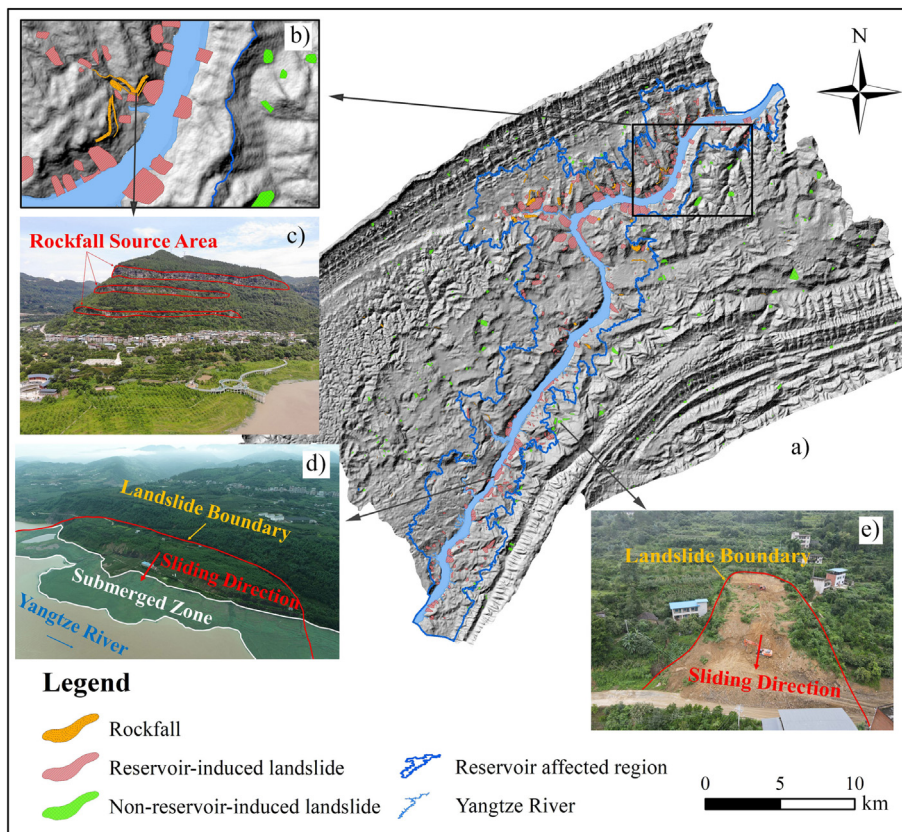 b)
N
c)
Rockfall Source Area
a)
d)
Landslide Boundary
Sliding Direction
Submerged Zone
Yangtze River
e)
Landslide Boundary
Sliding Direction
Legend
Rockfall
Reservoir-induced landslide
Non-reservoir-induced landslide
Reservoir affected region
Yangtze River
0 5 10
km